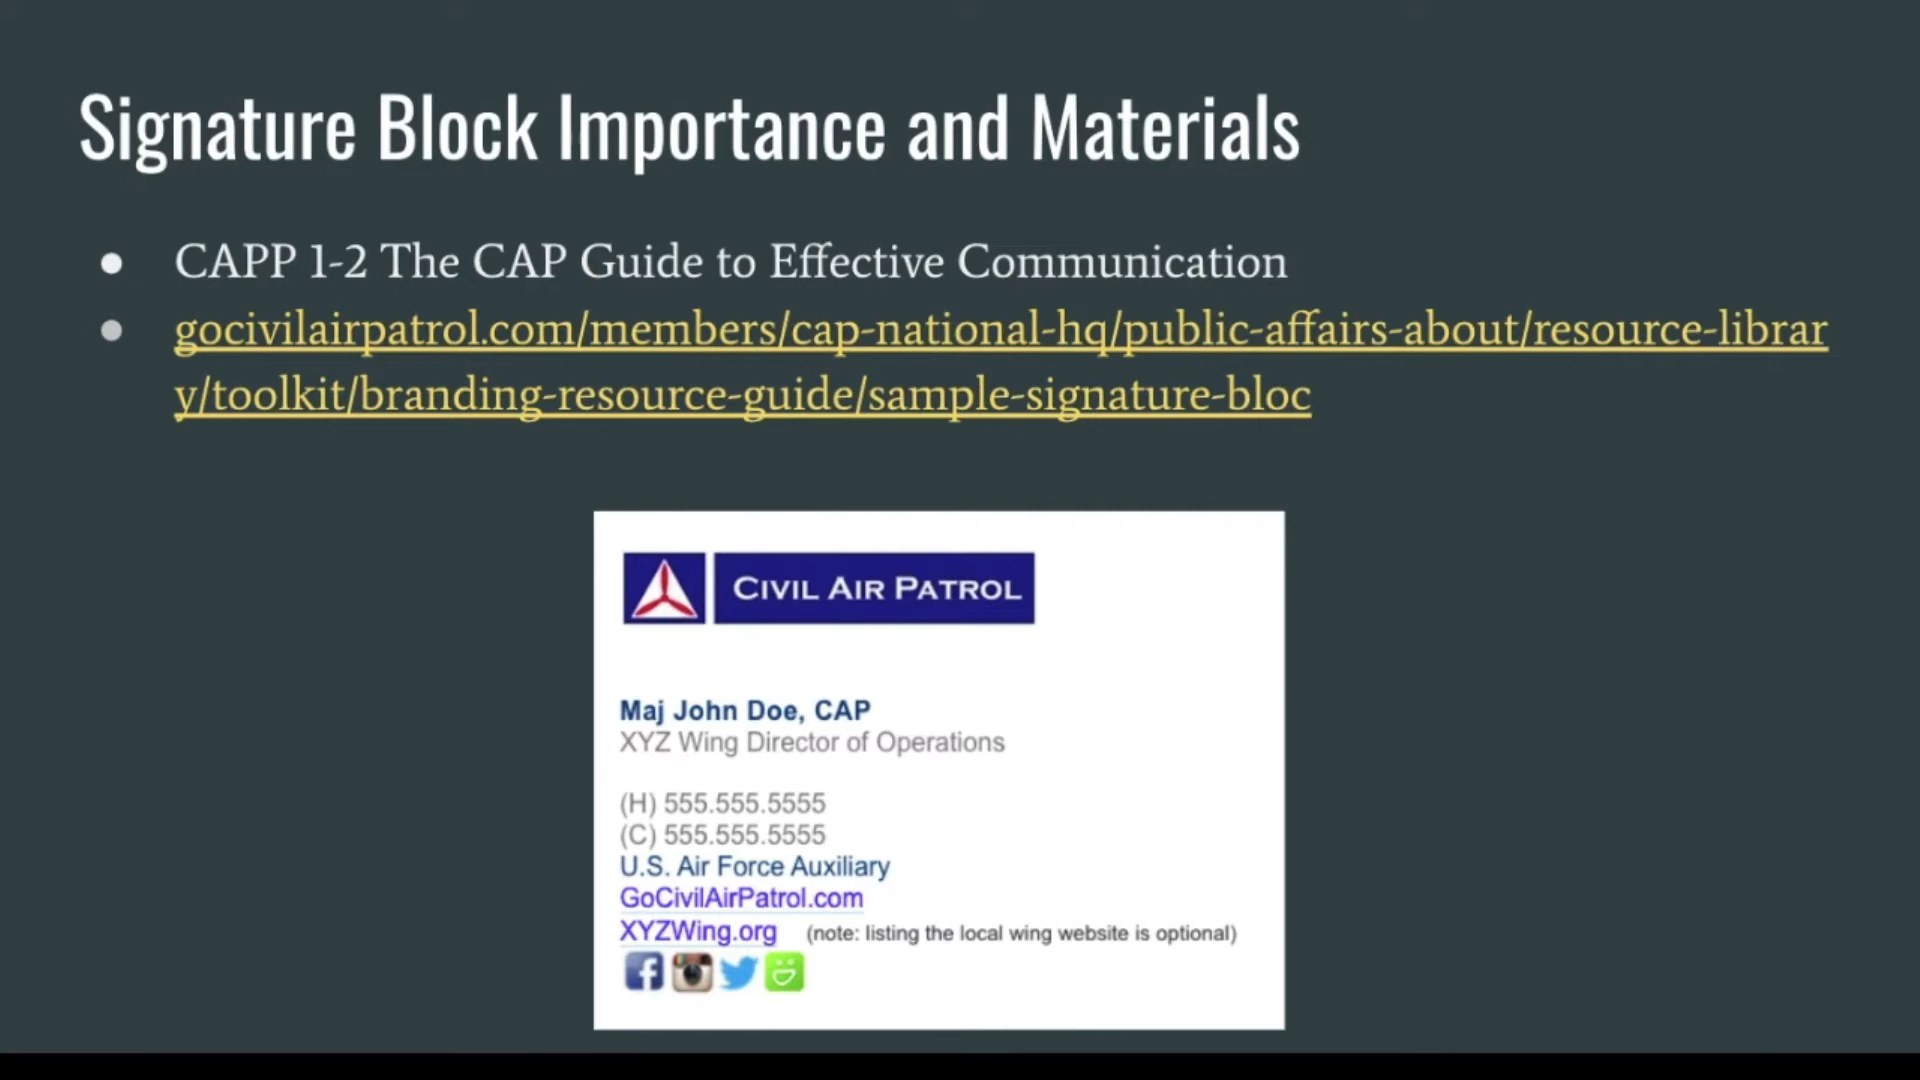 Signature Block Importance and Materials
● CAPP 1-2 The CAP Guide to Effective Communication
● gocivilairpatrol.com/members/cap-national-hq/public-affairs-about/resource-librar
y/toolkit/branding-resource-guide/sample-signature-bloc
CIVIL AIR PATROL
Maj John Doe, CAP
XYZ Wing Director of Operations
(H) 555.555.5555
(C) 555.555.5555
U.S. Air Force Auxiliary
GoCivilAirPatrol.com
XYZWing.org (note: listing the local wing website is optional)